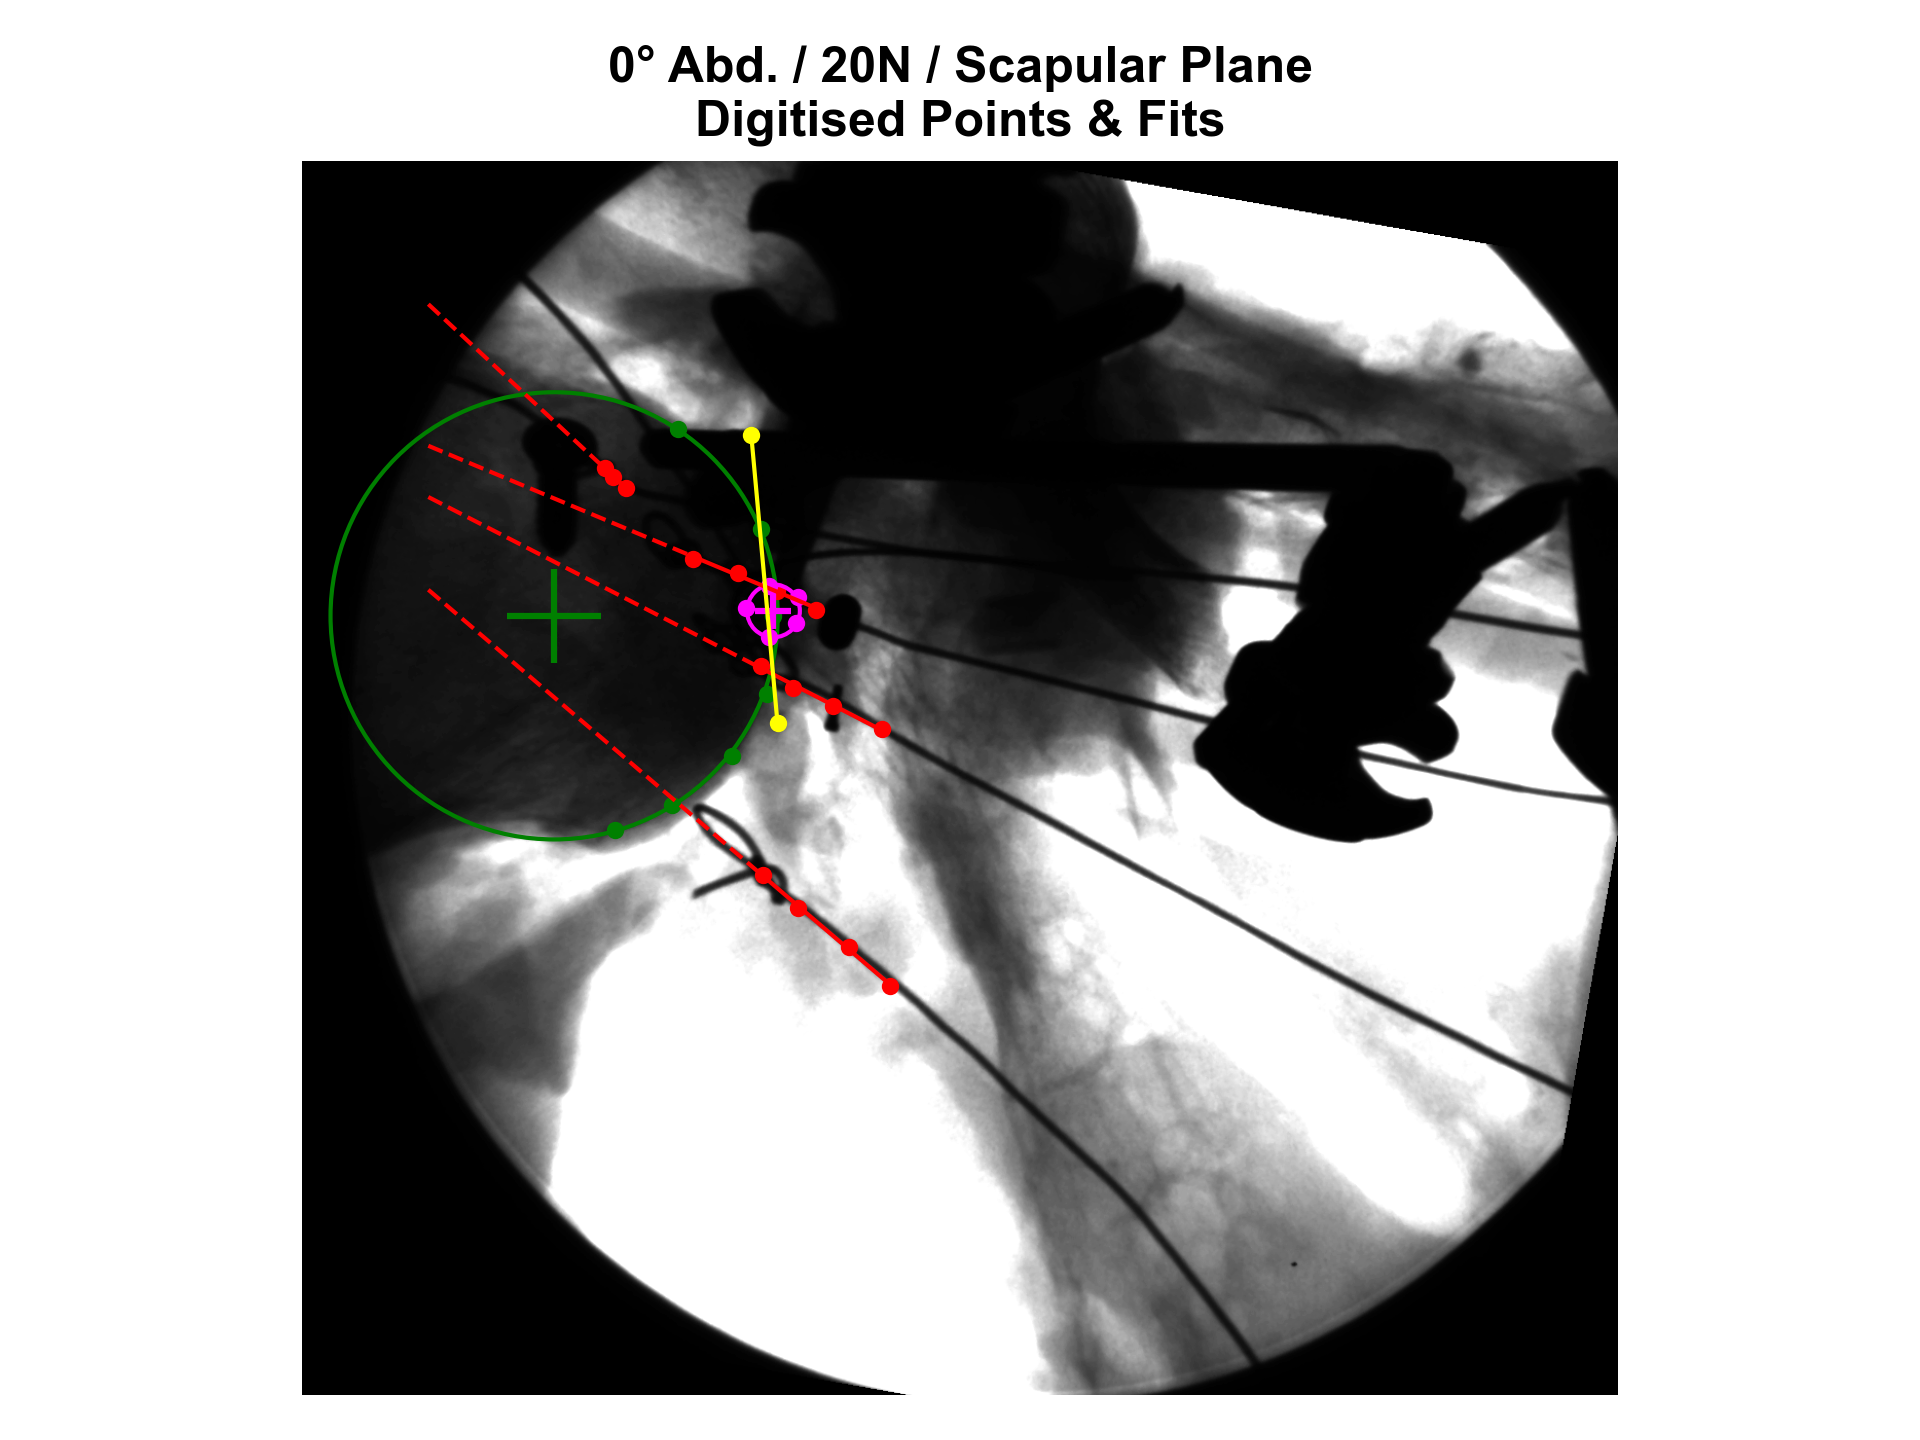 0° Abd. / 20N / Scapular Plane
Digitised Points & Fits